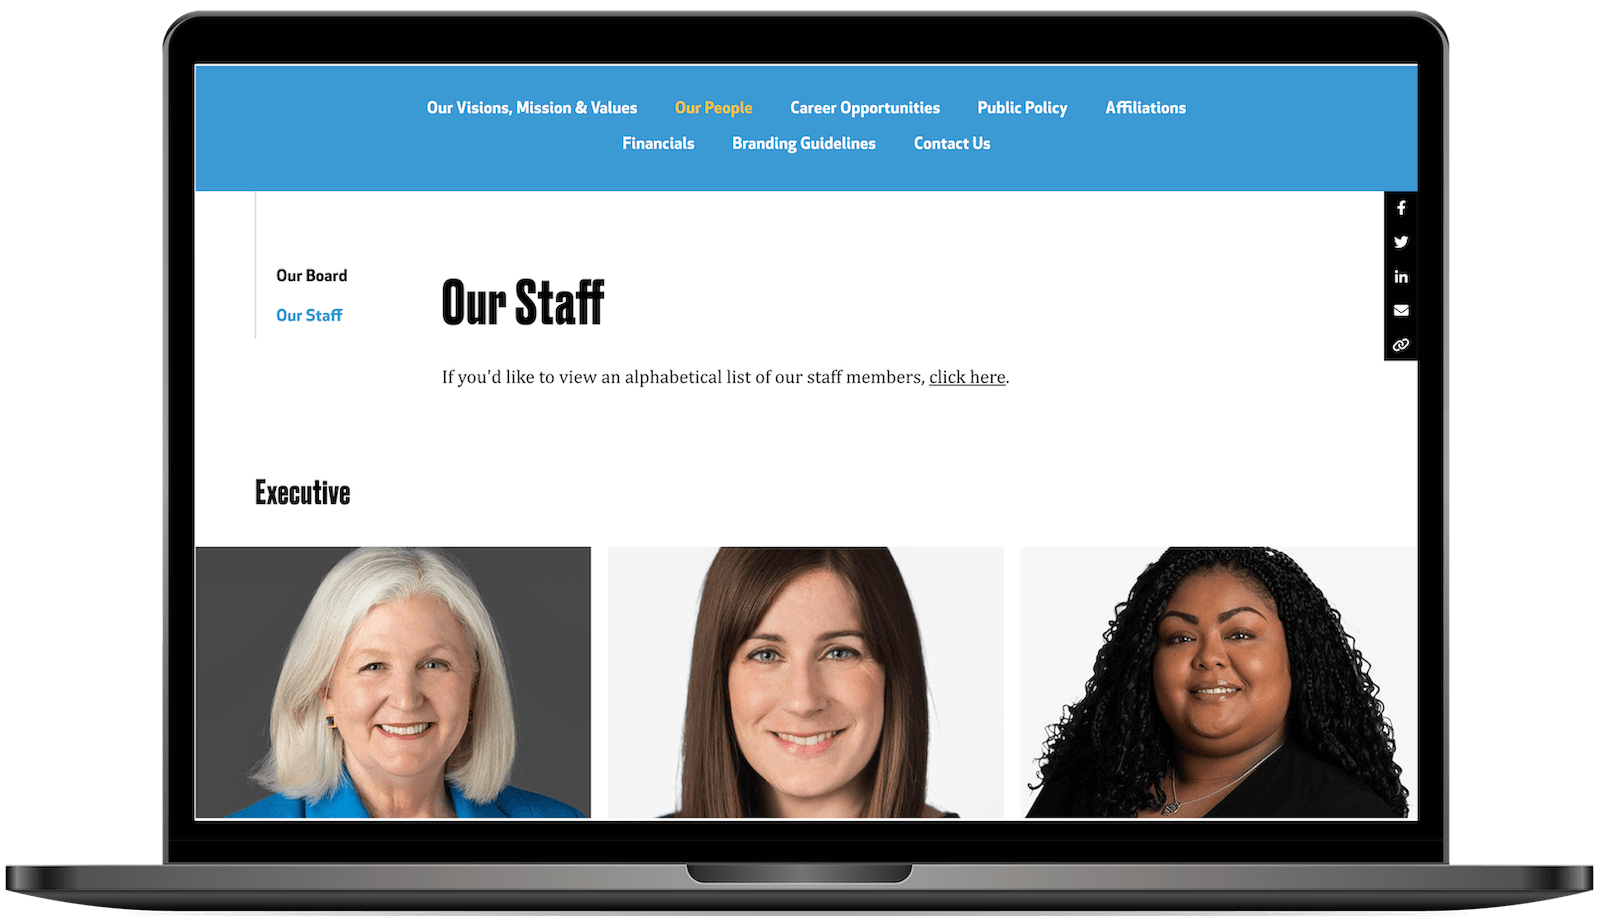 Our Visions, Mission & Values Our People Career Opportunities Public Policy Affiliations
Financials Branding Guidelines Contact Us
Our Board
Our Staff
Our Staff
If you'd like to view an alphabetical list of our staff members, click here.
Executive